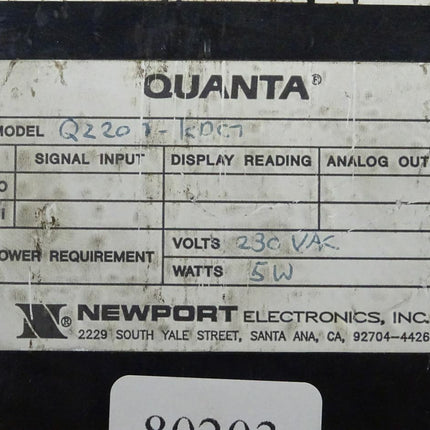 QUANTA®
MODEL Q2201-KDC7
SIGNAL INPUT DISPLAY READING ANALOG OUT
POWER REQUIREMENT
VOLTS 230 VAC
WATTS 5W
N® NEWPORT ELECTRONICS, INC.
2229 SOUTH YALE STREET, SANTA ANA, CA, 92704-4426